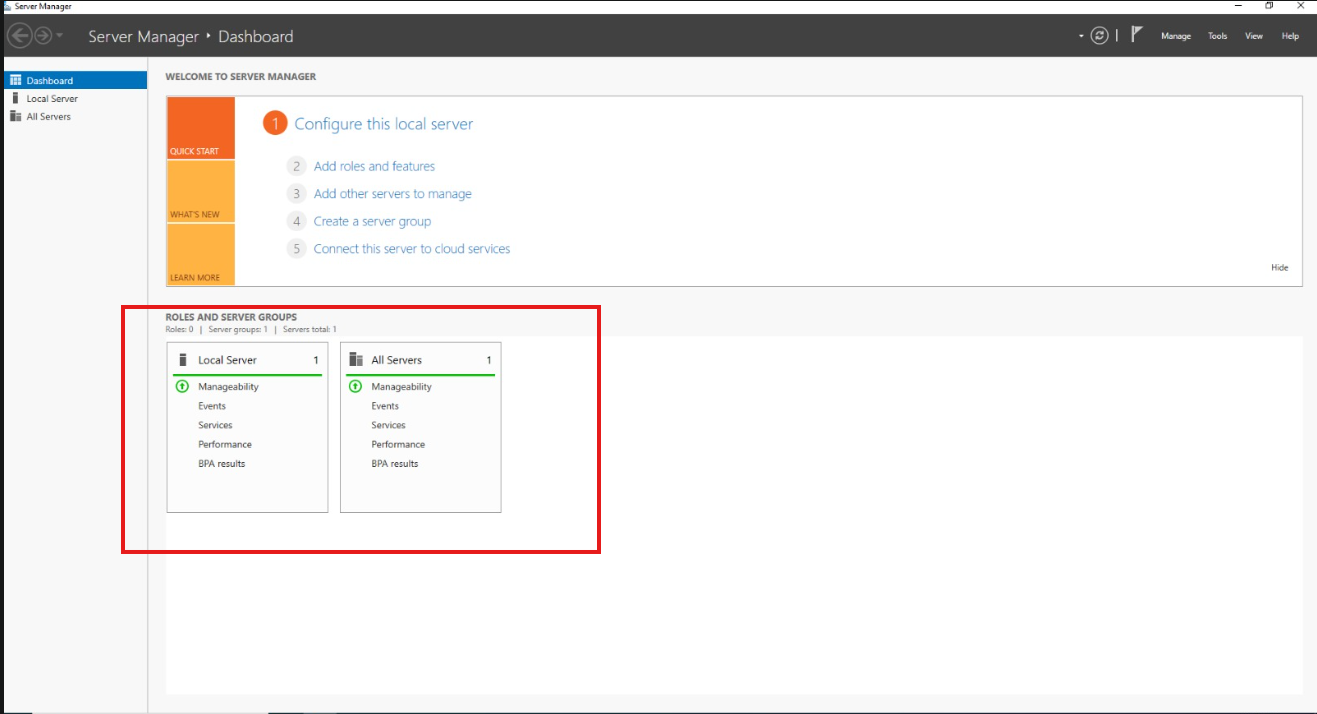 Server Manager
Server Manager ‣ Dashboard
Manage Tools View Help
Dashboard
Local Server
All Servers
WELCOME TO SERVER MANAGER
QUICK START
WHAT'S NEW
LEARN MORE
1 Configure this local server
2 Add roles and features
3 Add other servers to manage
4 Create a server group
5 Connect this server to cloud services
Hide
ROLES AND SERVER GROUPS
Roles: 0 | Server groups: 1 | Servers total: 1
Local Server 1
Manageability
Events
Services
Performance
BPA results
All Servers 1
Manageability
Events
Services
Performance
BPA results